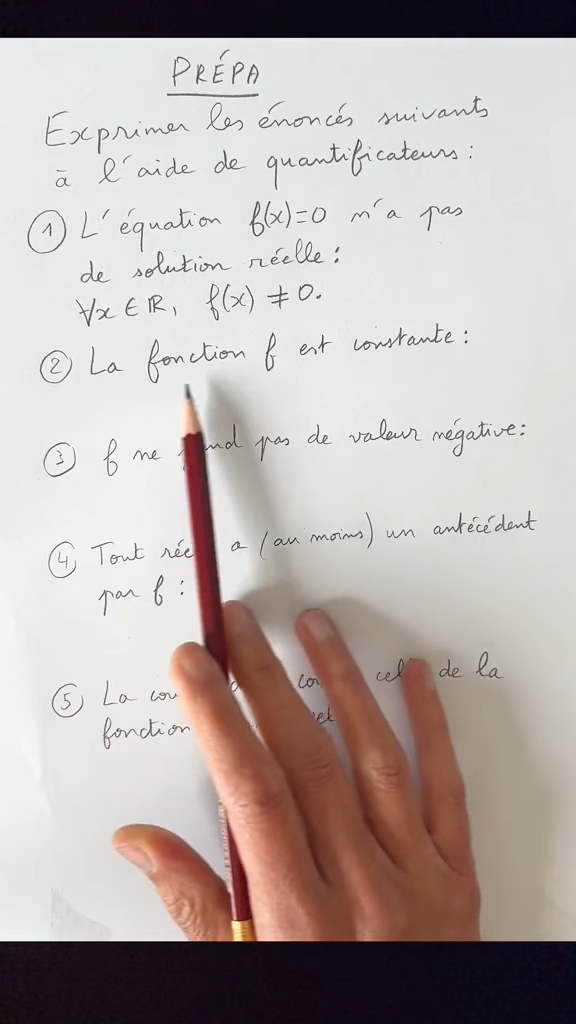 PRÉPA
Exprimer les énoncés suivants
à l'aide de quantificateurs :
① L'équation f(x)=0 n'a pas
de solution réelle :
∀x ∈ ℝ, f(x) ≠ 0.
② La fonction f est constante :
③ f ne pas de valeur négative :
④ Tout a (au moins) un antécédent
par f :
⑤ La de la
fonction